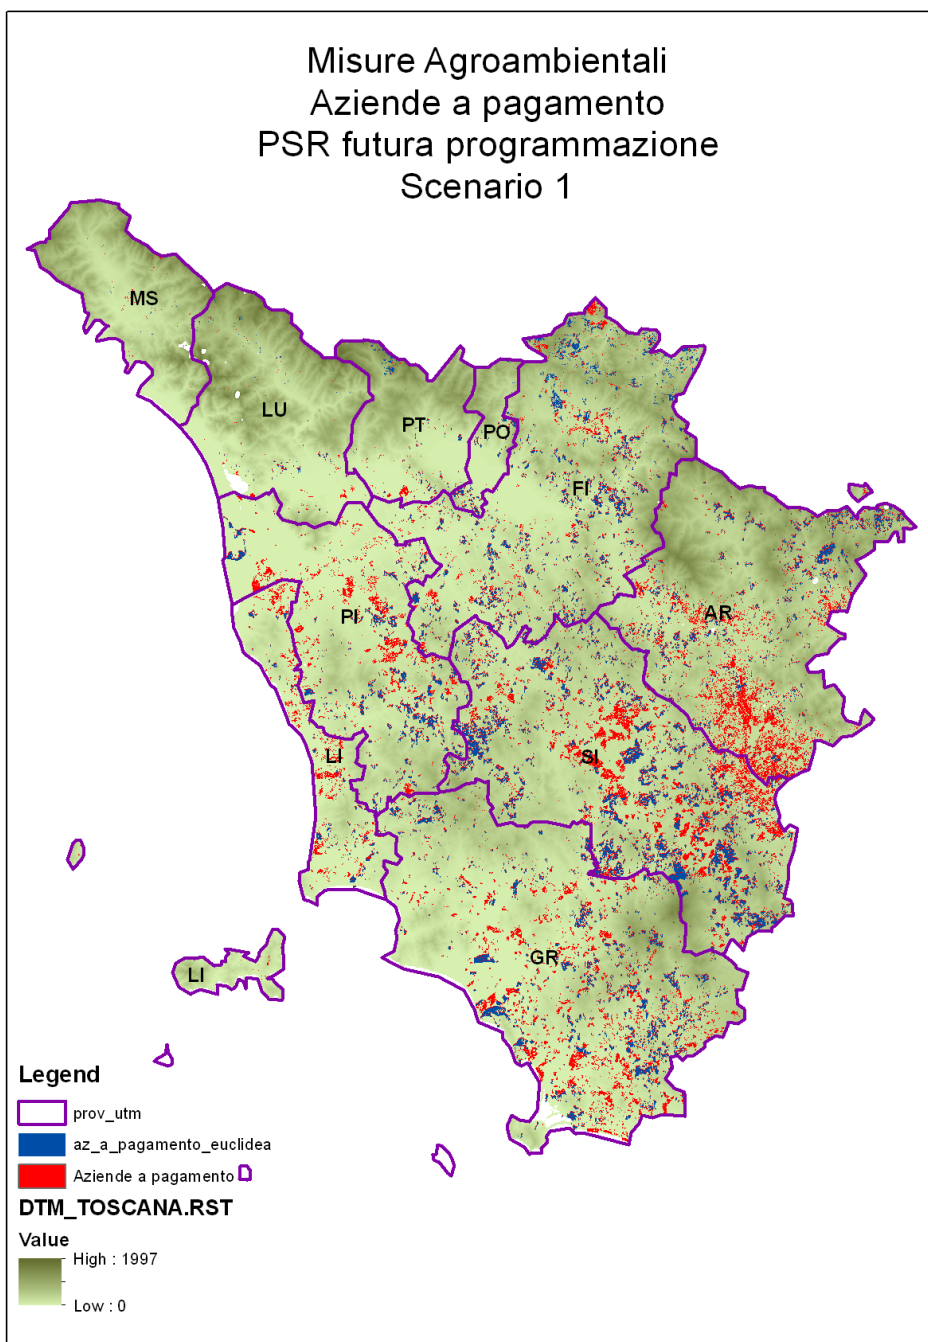 Misure Agroambientali
Aziende a pagamento
PSR futura programmazione
Scenario 1
MS
LU
PT
PO
FI
AR
PI
LI
SI
GR
LI
Legend
prov_utm
az_a_pagamento_euclidea
Aziende a pagamento
DTM_TOSCANA.RST
Value
High : 1997
Low : 0